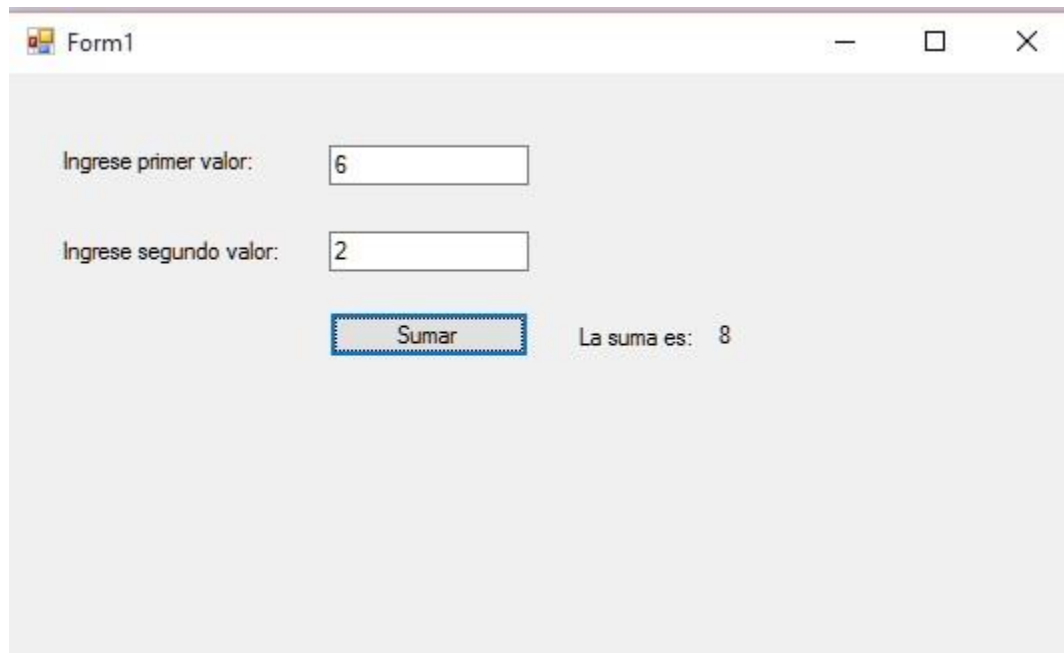 Form1
Ingrese primer valor: 6
Ingrese segundo valor: 2
Sumar La suma es: 8